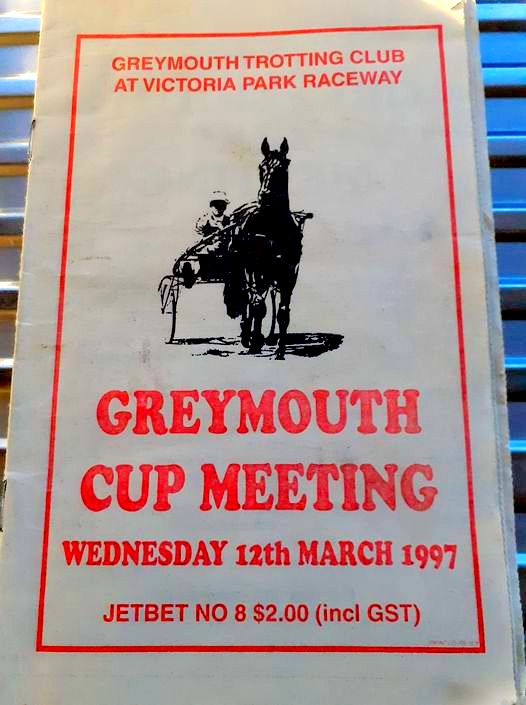 GREYMOUTH TROTTING CLUB
AT VICTORIA PARK RACEWAY
GREYMOUTH
CUP MEETING
WEDNESDAY 12th MARCH 1997
JETBET NO 8 $2.00 (incl GST)